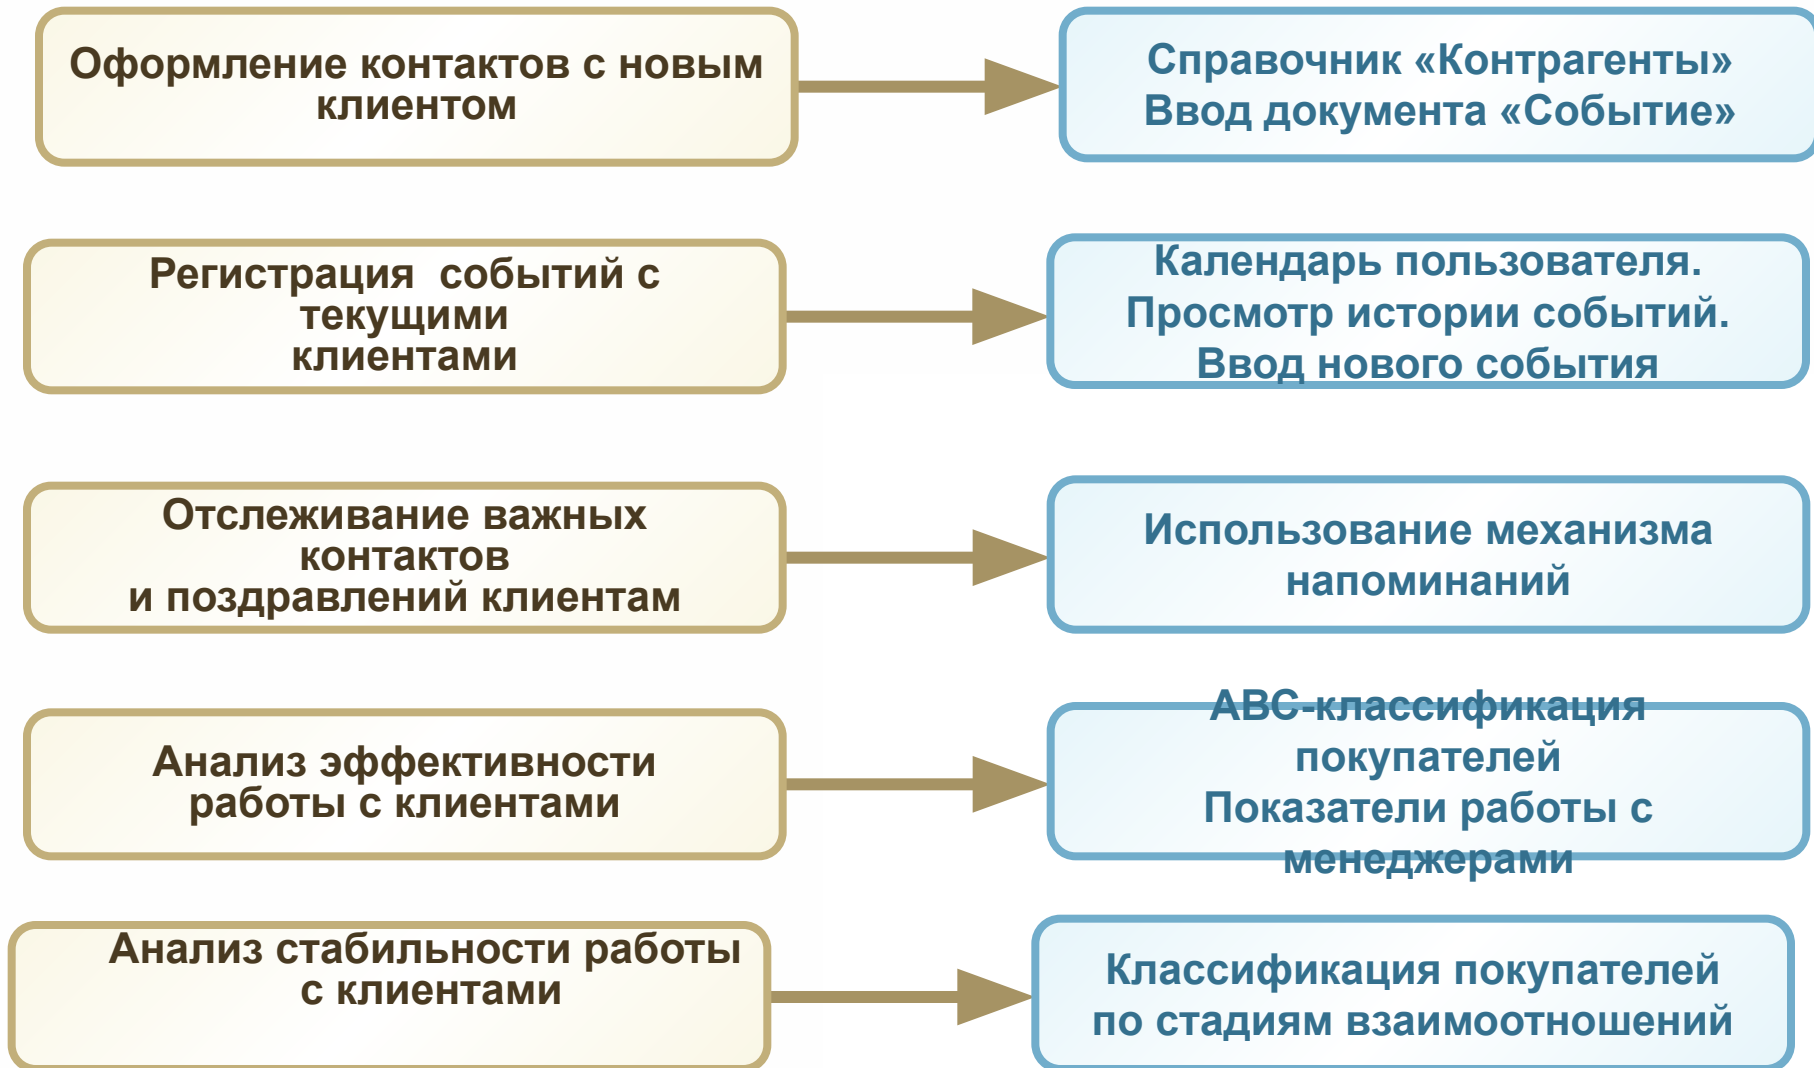 Оформление контактов с новым
клиентом
Справочник «Контрагенты»
Ввод документа «Событие»
Регистрация событий с
текущими
клиентами
Календарь пользователя.
Просмотр истории событий.
Ввод нового события
Отслеживание важных
контактов
и поздравлений клиентам
Использование механизма
напоминаний
Анализ эффективности
работы с клиентами
АВС-классификация
покупателей
Показатели работы с
менеджерами
Анализ стабильности работы
с клиентами
Классификация покупателей
по стадиям взаимоотношений